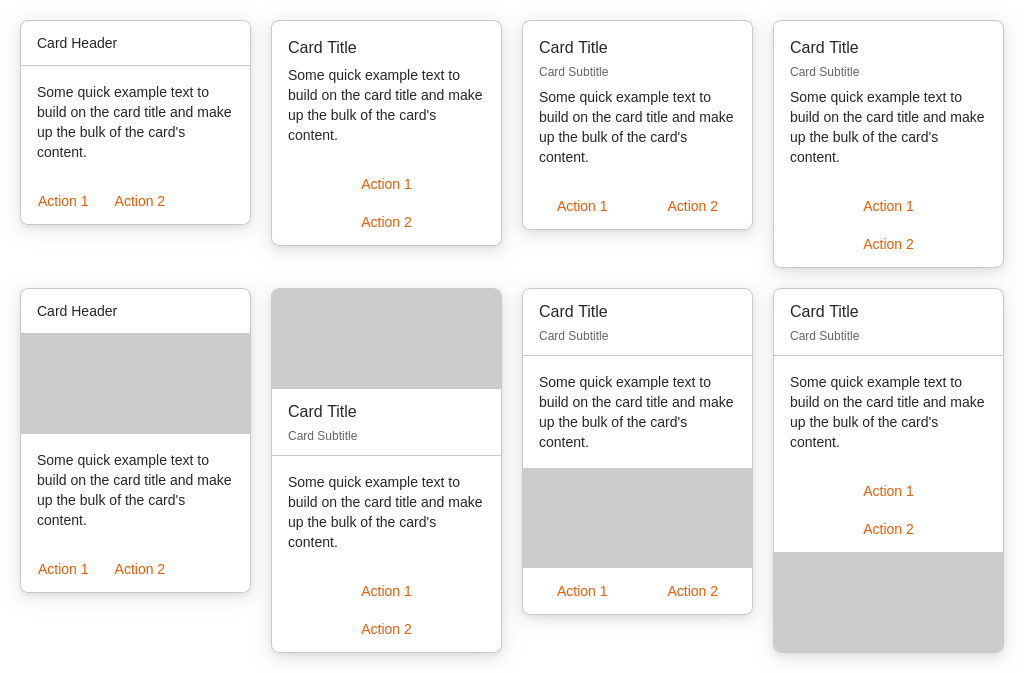 Card Header
Some quick example text to
build on the card title and make
up the bulk of the card's
content.
Action 1 Action 2
Card Title
Some quick example text to
build on the card title and make
up the bulk of the card's
content.
Action 1
Action 2
Card Title
Card Subtitle
Some quick example text to
build on the card title and make
up the bulk of the card's
content.
Action 1 Action 2
Card Title
Card Subtitle
Some quick example text to
build on the card title and make
up the bulk of the card's
content.
Action 1
Action 2
Card Header
Some quick example text to
build on the card title and make
up the bulk of the card's
content.
Action 1 Action 2
Card Title
Card Subtitle
Some quick example text to
build on the card title and make
up the bulk of the card's
content.
Action 1
Action 2
Card Title
Card Subtitle
Some quick example text to
build on the card title and make
up the bulk of the card's
content.
Action 1 Action 2
Card Title
Card Subtitle
Some quick example text to
build on the card title and make
up the bulk of the card's
content.
Action 1
Action 2